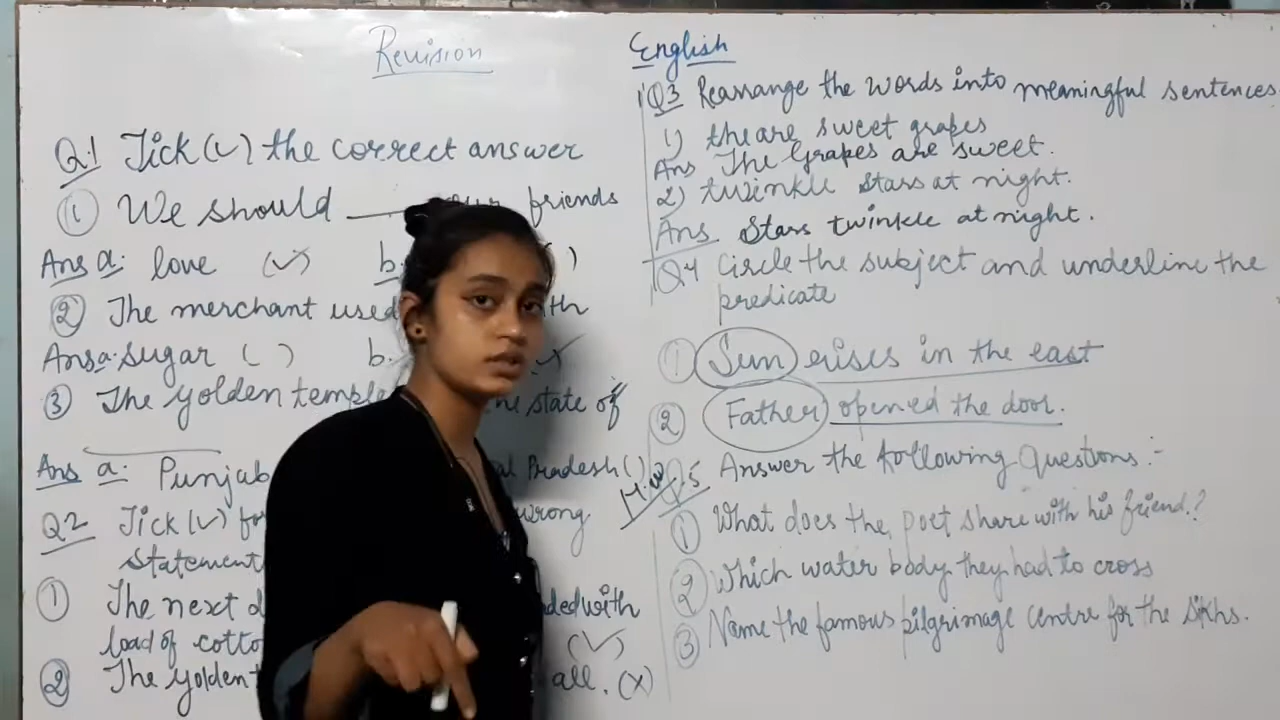 Revision
Q.1 Tick (✓) the correct answer
① We should ____ our friends
Ans a. love (✓) b. ( )
② The merchant used
Ans a. sugar ( ) b.
③ The golden temple the state of
Ans a. Punjab Pradesh ( )
Q2 Tick (✓) for wrong
statement
① The next with
load of cotto (✓)
② The golden all. (x)
English
Q3 Rearrange the words into meaningful sentences
1) the are sweet grapes
Ans The Grapes are sweet.
2) twinkle stars at night.
Ans Stars twinkle at night.
Q4 Circle the subject and underline the
predicate
① Sun erises in the east
② Father opened the door.
H.W Q.5 Answer the following Questions:-
① What does the poet share with his friend.?
② Which water body they had to cross
③ Name the famous pilgrimage centre for the Sikhs.